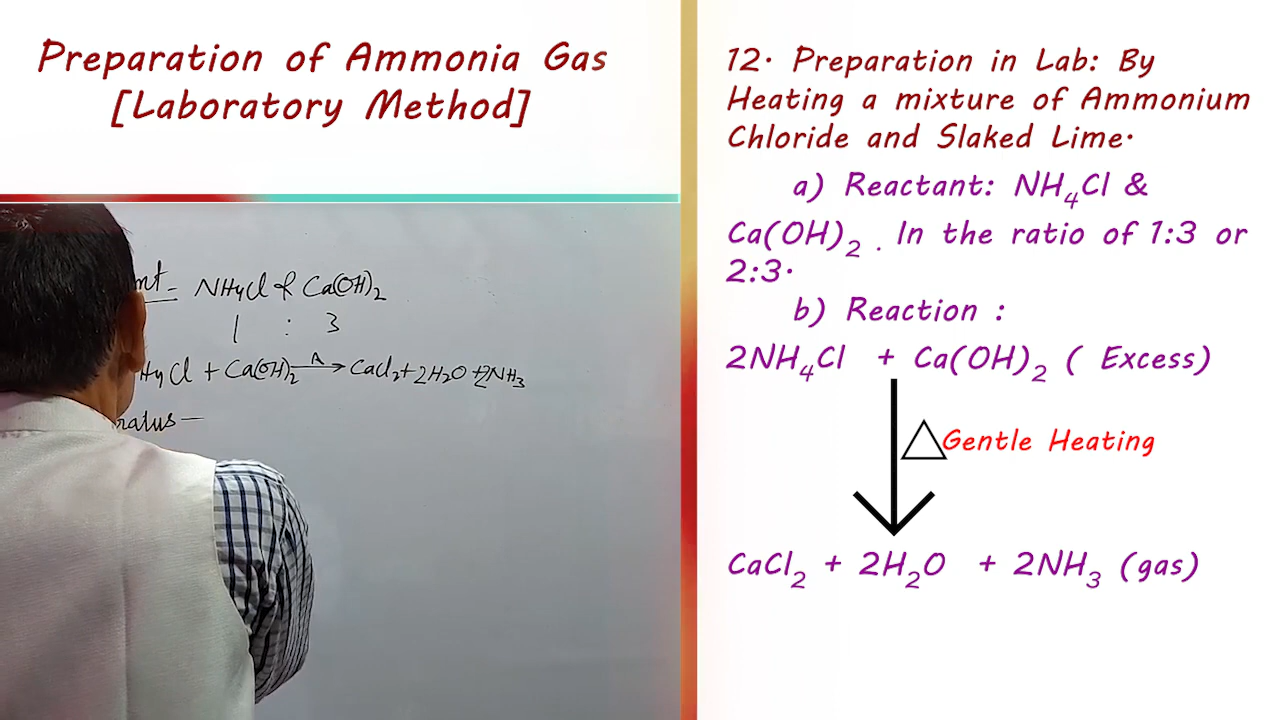 Preparation of Ammonia Gas
[Laboratory Method]
NH4Cl & Ca(OH)2
1 : 3
Cl + Ca(OH)2 Δ→ CaCl2 + 2H2O + 2NH3
12. Preparation in Lab: By
Heating a mixture of Ammonium
Chloride and Slaked Lime.
a) Reactant: NH4Cl &
Ca(OH)2 . In the ratio of 1:3 or
2:3.
b) Reaction :
2NH4Cl + Ca(OH)2 ( Excess)
△Gentle Heating
CaCl2 + 2H2O + 2NH3 (gas)